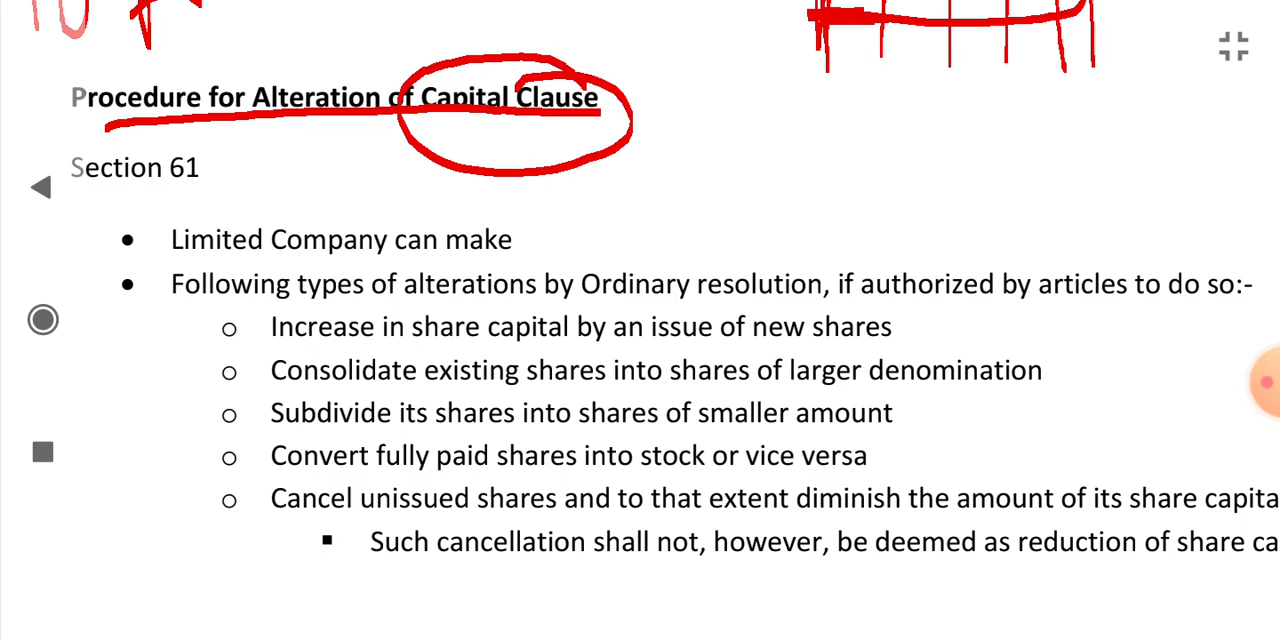 Procedure for Alteration of Capital Clause
Section 61
• Limited Company can make
• Following types of alterations by Ordinary resolution, if authorized by articles to do so:-
o Increase in share capital by an issue of new shares
o Consolidate existing shares into shares of larger denomination
o Subdivide its shares into shares of smaller amount
o Convert fully paid shares into stock or vice versa
o Cancel unissued shares and to that extent diminish the amount of its share capita
▪ Such cancellation shall not, however, be deemed as reduction of share ca